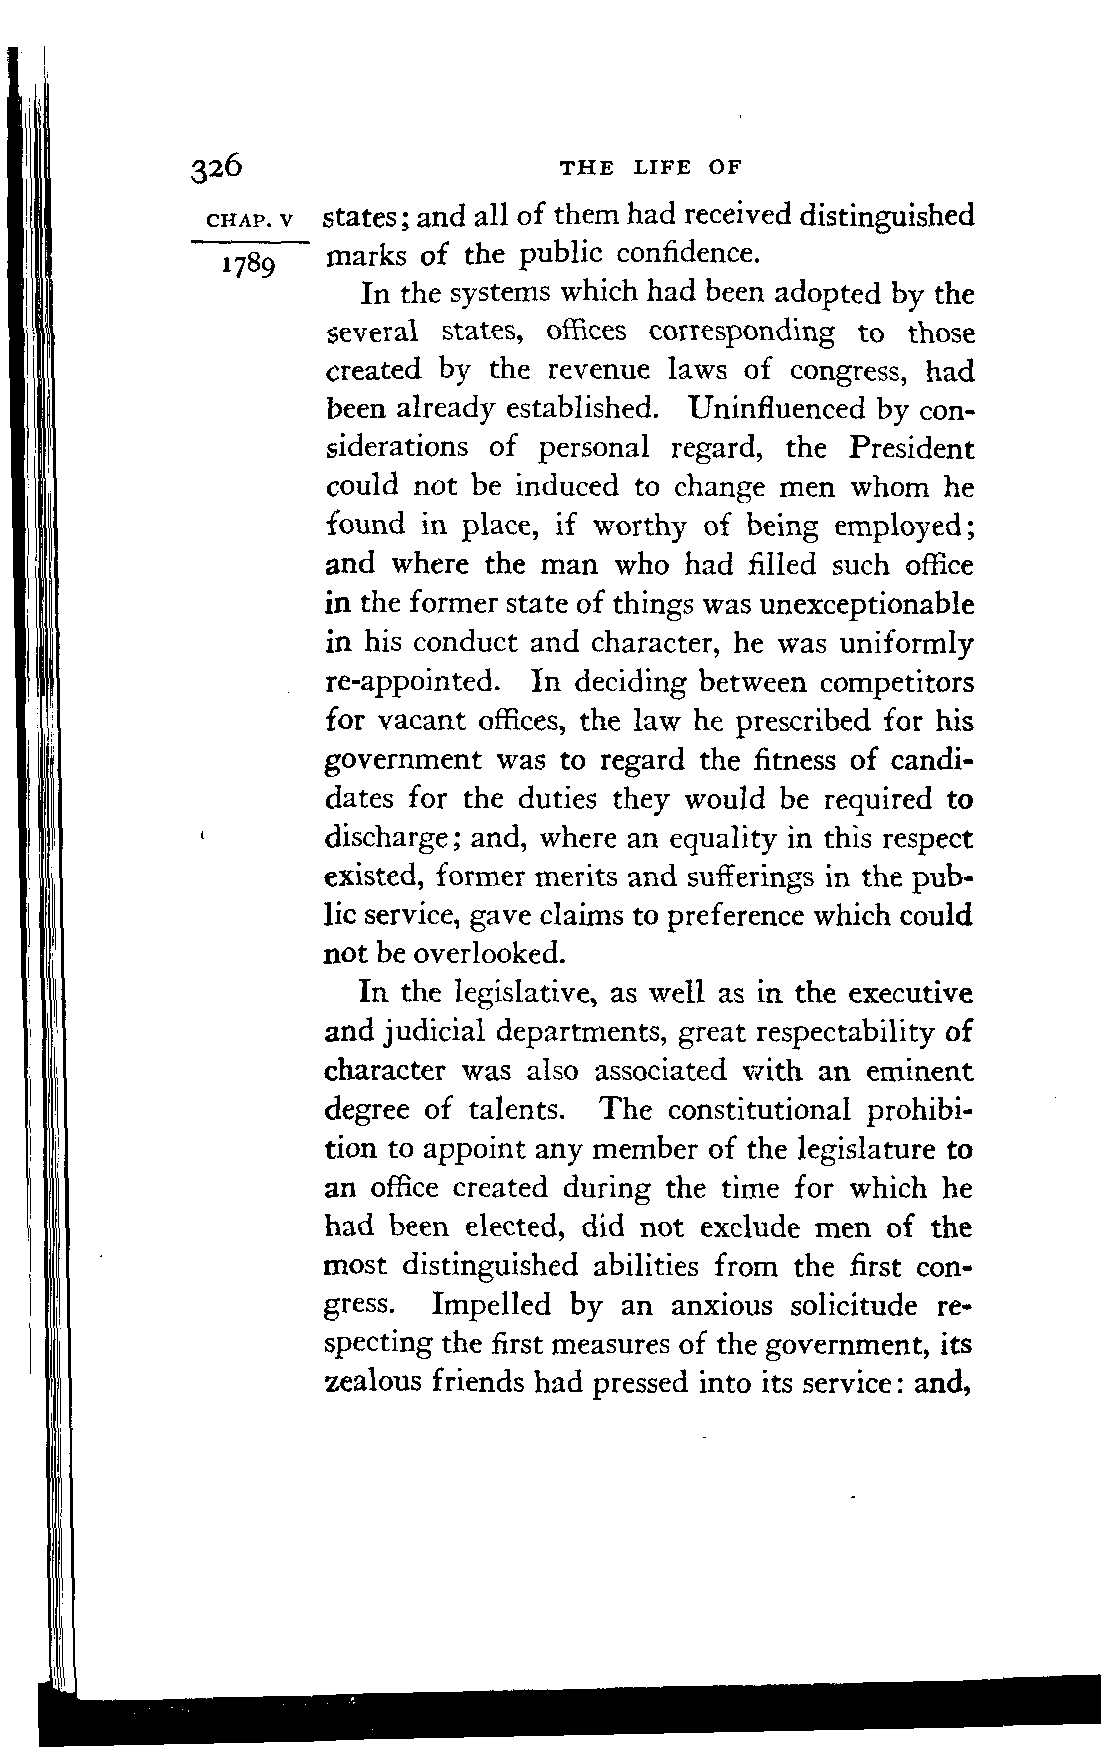 326 THE LIFE OF
CHAP. V states; and all of them had received distinguished
1789 marks of the public confidence.
In the systems which had been adopted by the
several states, offices corresponding to those
created by the revenue laws of congress, had
been already established. Uninfluenced by con-
siderations of personal regard, the President
could not be induced to change men whom he
found in place, if worthy of being employed;
and where the man who had filled such office
in the former state of things was unexceptionable
in his conduct and character, he was uniformly
re-appointed. In deciding between competitors
for vacant offices, the law he prescribed for his
government was to regard the fitness of candi-
dates for the duties they would be required to
discharge; and, where an equality in this respect
existed, former merits and sufferings in the pub-
lic service, gave claims to preference which could
not be overlooked.
In the legislative, as well as in the executive
and judicial departments, great respectability of
character was also associated with an eminent
degree of talents. The constitutional prohibi-
tion to appoint any member of the legislature to
an office created during the time for which he
had been elected, did not exclude men of the
most distinguished abilities from the first con-
gress. Impelled by an anxious solicitude re-
specting the first measures of the government, its
zealous friends had pressed into its service: and,